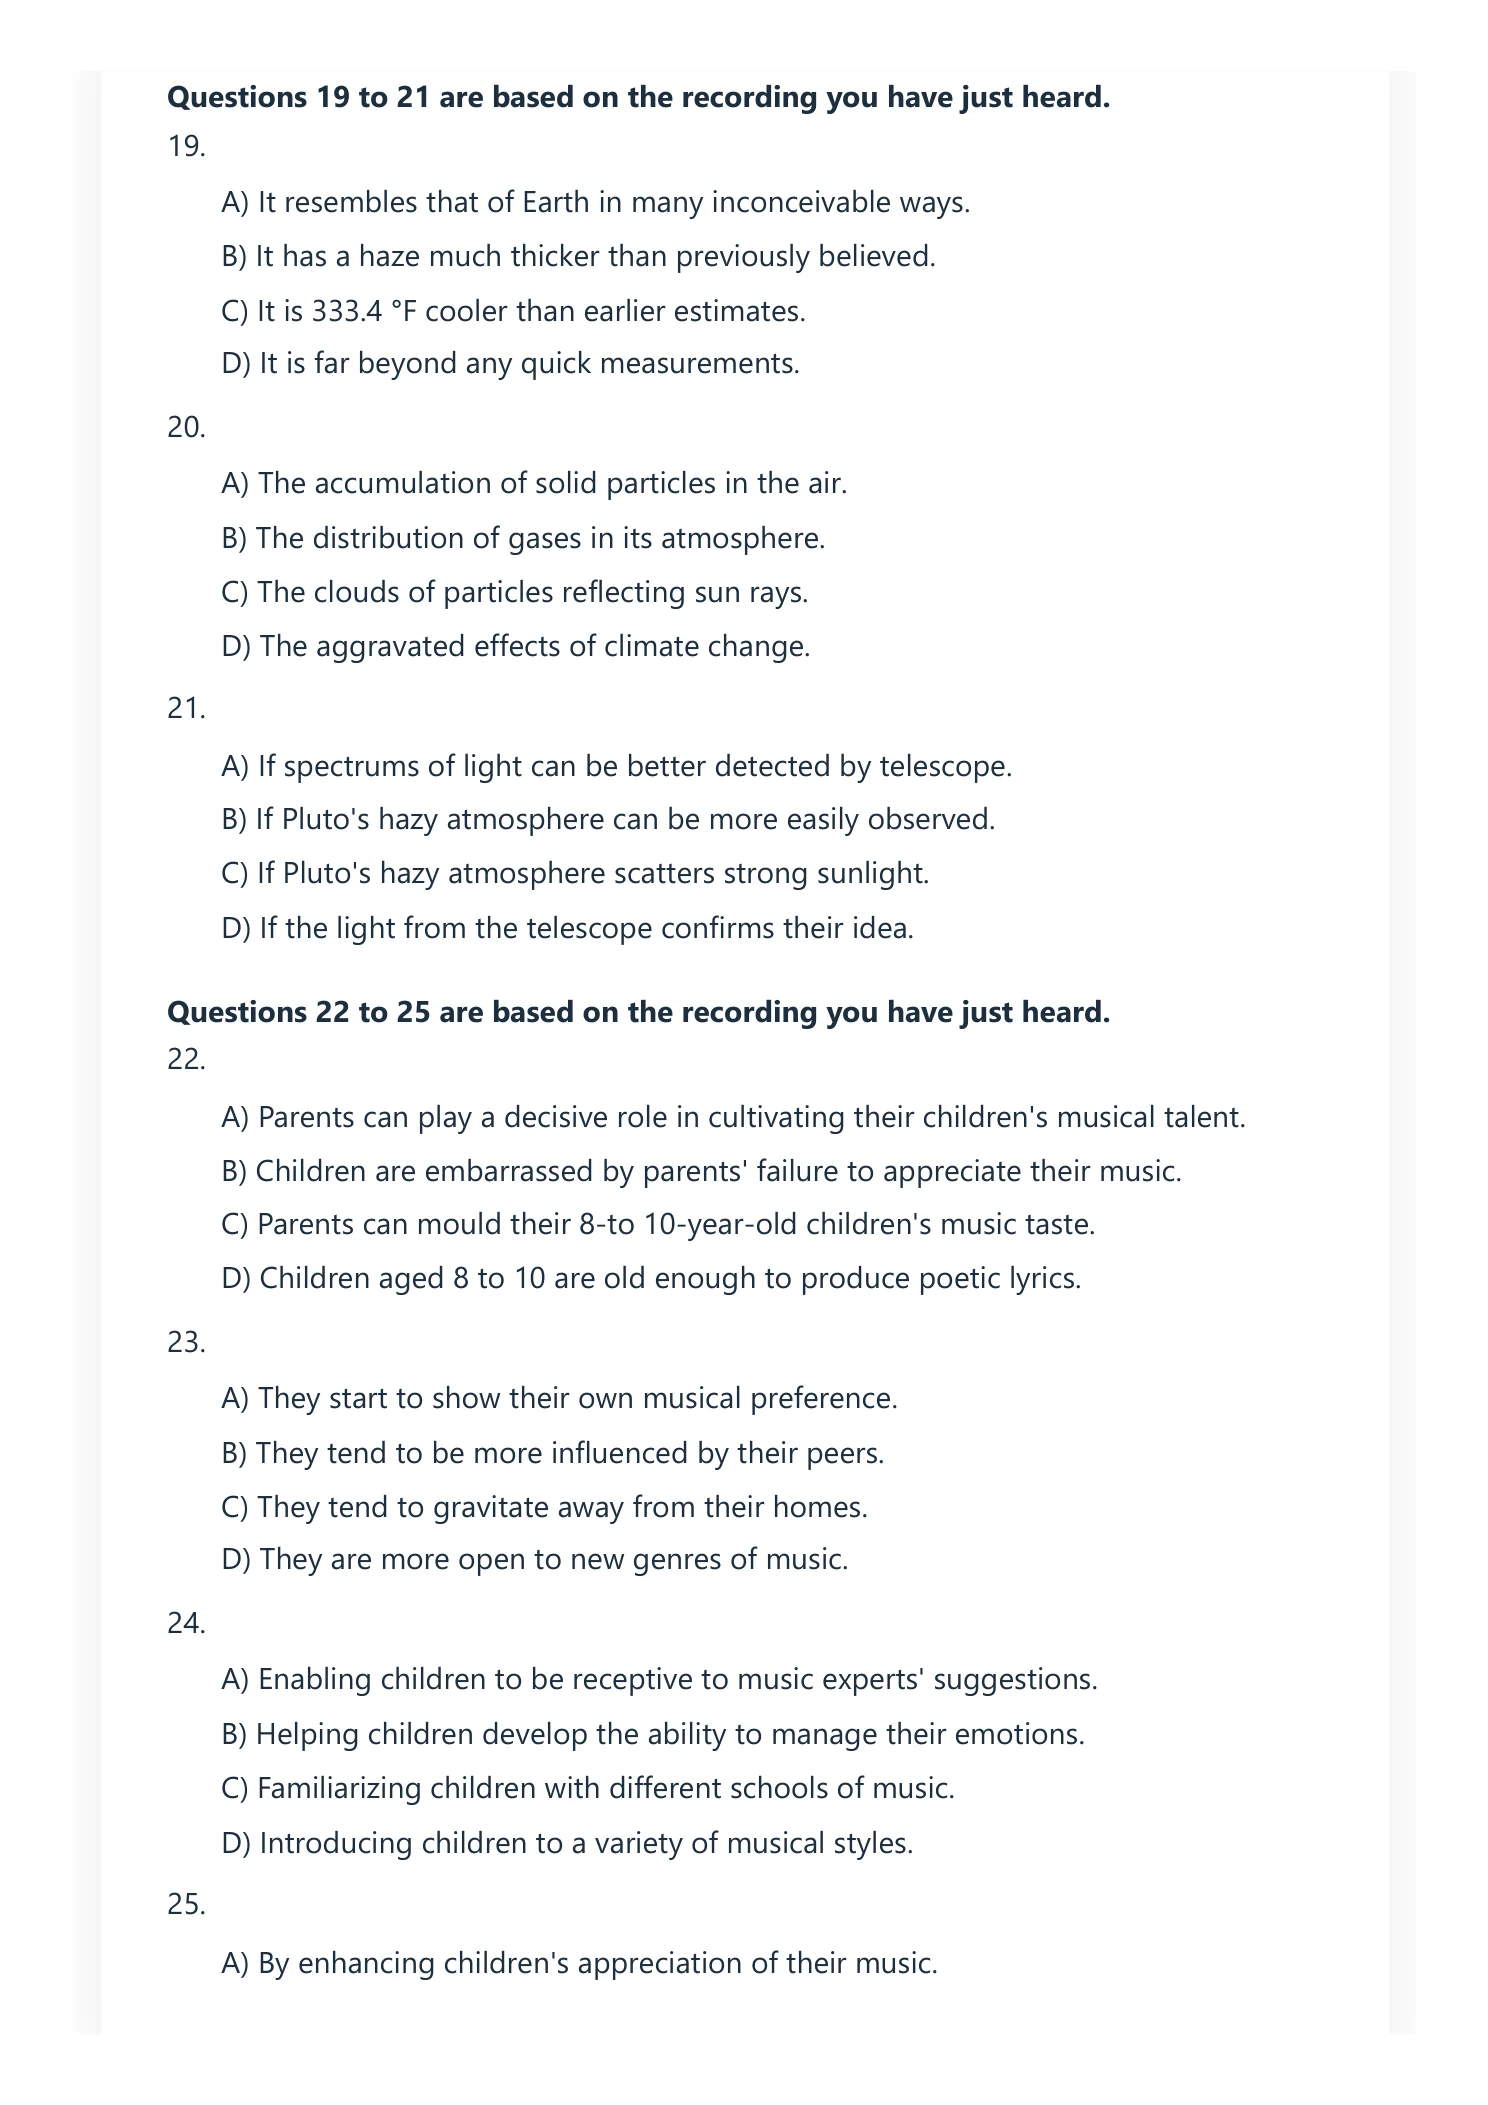 Questions 19 to 21 are based on the recording you have just heard.
19.
A) It resembles that of Earth in many inconceivable ways.
B) It has a haze much thicker than previously believed.
C) It is 333.4 °F cooler than earlier estimates.
D) It is far beyond any quick measurements.
20.
A) The accumulation of solid particles in the air.
B) The distribution of gases in its atmosphere.
C) The clouds of particles reflecting sun rays.
D) The aggravated effects of climate change.
21.
A) If spectrums of light can be better detected by telescope.
B) If Pluto's hazy atmosphere can be more easily observed.
C) If Pluto's hazy atmosphere scatters strong sunlight.
D) If the light from the telescope confirms their idea.
Questions 22 to 25 are based on the recording you have just heard.
22.
A) Parents can play a decisive role in cultivating their children's musical talent.
B) Children are embarrassed by parents' failure to appreciate their music.
C) Parents can mould their 8-to 10-year-old children's music taste.
D) Children aged 8 to 10 are old enough to produce poetic lyrics.
23.
A) They start to show their own musical preference.
B) They tend to be more influenced by their peers.
C) They tend to gravitate away from their homes.
D) They are more open to new genres of music.
24.
A) Enabling children to be receptive to music experts' suggestions.
B) Helping children develop the ability to manage their emotions.
C) Familiarizing children with different schools of music.
D) Introducing children to a variety of musical styles.
25.
A) By enhancing children's appreciation of their music.